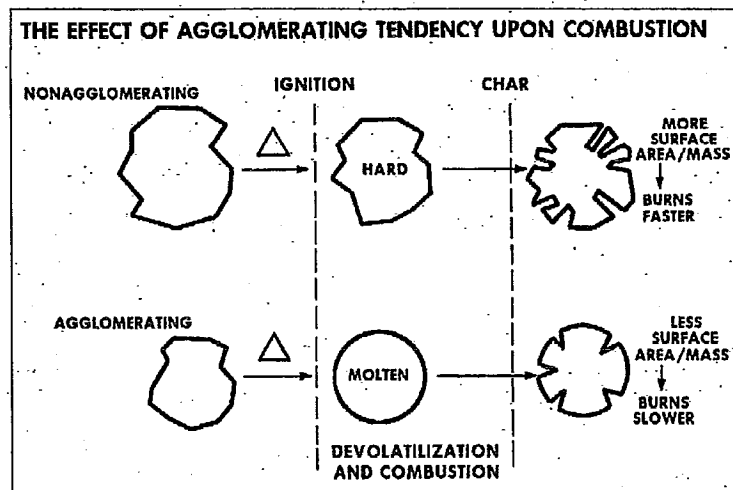 THE EFFECT OF AGGLOMERATING TENDENCY UPON COMBUSTION
IGNITION
CHAR
NONAGGLOMERATING
HARD
MORE
SURFACE
AREA/MASS
BURNS
FASTER
AGGLOMERATING
MOLTEN
LESS
SURFACE
AREA/MASS
BURNS
SLOWER
DEVOLATILIZATION
AND COMBUSTION